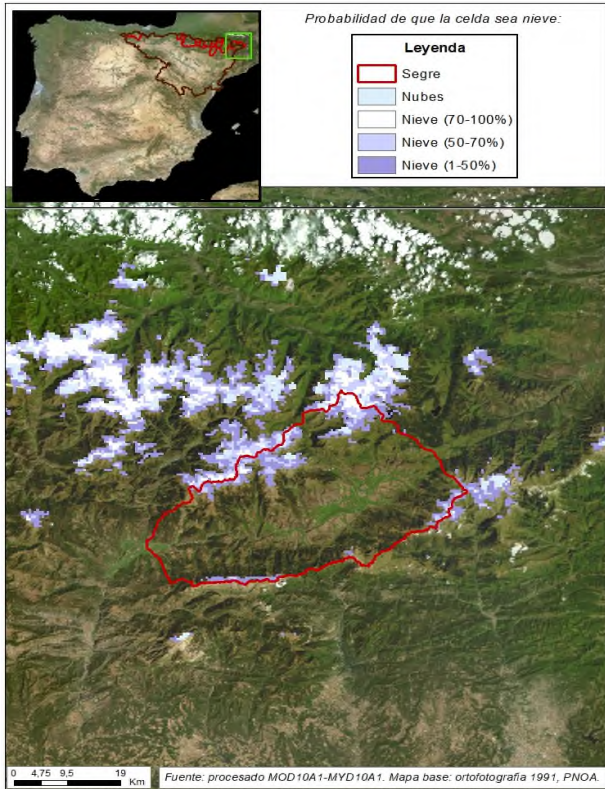 Probabilidad de que la celda sea nieve:
Leyenda
Segre
Nubes
Nieve (70-100%)
Nieve (50-70%)
Nieve (1-50%)
0 4,75 9,5 19
Km
Fuente: procesado MOD10A1-MYD10A1. Mapa base: ortofotografía 1991, PNOA.